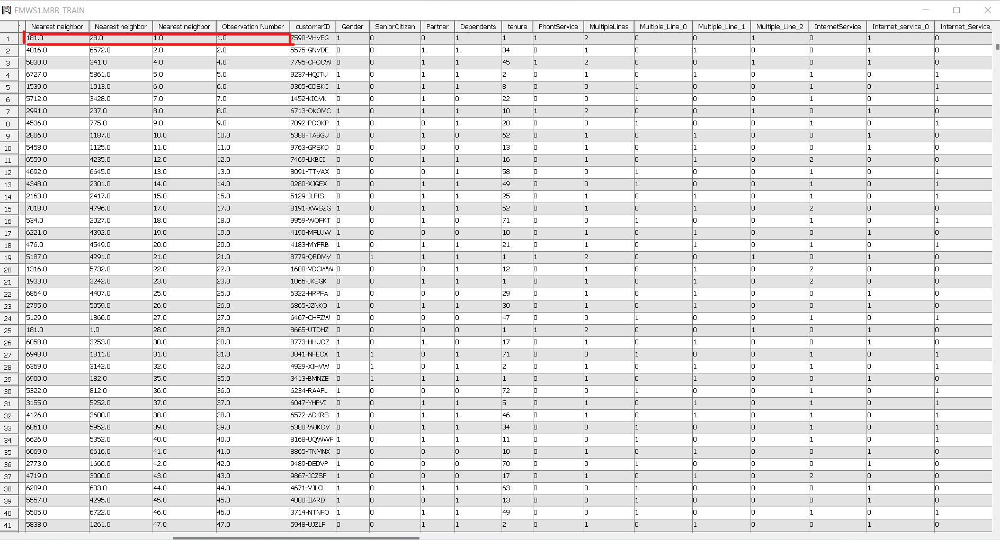 EMWS1.MBR_TRAIN
Nearest neighbor Nearest neighbor Nearest neighbor Observation Number customerID Gender SeniorCitizen Partner Dependents tenure PhontService MultipleLines Multiple_Line_0 Multiple_Line_1 Multiple_Line_2 InternetService Internet_service_0 Internet_Service_
1 181.0 28.0 1.0 1.0 7590-VHVEG 1 0 0 1 1 1 2 0 0 1 0 1 0
2 4016.0 6572.0 2.0 2.0 5575-GNVDE 0 0 1 1 34 0 1 0 1 0 1 0 1
3 5830.0 341.0 4.0 4.0 7795-CFOCW 0 0 1 1 45 1 2 0 0 1 0 1 0
4 6727.0 5861.0 5.0 5.0 9237-HQITU 1 0 1 1 2 0 1 0 1 0 1 0 1
5 1539.0 1013.0 6.0 6.0 9305-CDSKC 1 0 1 1 8 0 0 1 0 0 1 0 1
6 5712.0 3428.0 7.0 7.0 1452-KIOVK 0 0 1 0 22 0 0 1 0 0 1 0 1
7 2991.0 237.0 8.0 8.0 6713-OKOMC 1 0 1 1 10 1 2 0 0 1 0 1 0
8 4536.0 775.0 9.0 9.0 7892-POOKP 1 0 0 1 28 0 0 1 0 0 1 0 1
9 2806.0 1187.0 10.0 10.0 6388-TABGU 0 0 1 0 62 0 1 0 1 0 0 1 0
10 5458.0 1125.0 11.0 11.0 9763-GRSKD 0 0 0 0 13 0 1 0 1 0 0 1 0
11 6559.0 4235.0 12.0 12.0 7469-LKBCI 0 0 1 1 16 0 1 0 1 0 2 0 0
12 4692.0 6645.0 13.0 13.0 8091-TTVAX 0 0 0 1 58 0 0 1 0 0 1 0 1
13 4348.0 2301.0 14.0 14.0 0280-XJGEX 0 0 1 1 49 0 0 1 0 0 1 0 1
14 2163.0 2417.0 15.0 15.0 5129-JLPIS 0 0 1 1 25 0 1 0 1 0 1 0 1
15 7018.0 4796.0 17.0 17.0 8191-XWSZG 1 0 1 1 52 0 1 0 1 0 2 0 0
16 534.0 2027.0 18.0 18.0 9959-WOFKT 0 0 1 0 71 0 0 1 0 0 1 0 1
17 6221.0 4392.0 19.0 19.0 4190-MFLUW 1 0 0 0 10 0 1 0 1 0 0 1 0
18 476.0 4549.0 20.0 20.0 4183-MYFRB 1 0 1 1 21 0 1 0 1 0 1 0 1
19 5187.0 4291.0 21.0 21.0 8779-QRDMV 0 1 1 1 1 1 2 0 0 1 0 1 0
20 1316.0 5732.0 22.0 22.0 1680-VDCWW 0 0 0 1 12 0 1 0 1 0 2 0 0
21 1933.0 3242.0 23.0 23.0 1066-JKSGK 0 0 1 1 1 0 1 0 1 0 2 0 0
22 6864.0 4407.0 25.0 25.0 6322-HRPFA 0 0 0 0 29 0 1 0 1 0 0 1 0
23 2795.0 5059.0 26.0 26.0 6865-JZNKO 1 0 1 1 30 0 1 0 1 0 0 1 0
24 5129.0 1866.0 27.0 27.0 6467-CHFZW 0 0 0 0 47 0 0 1 0 0 1 0 1
25 181.0 1.0 28.0 28.0 8665-UTDHZ 0 0 0 0 1 1 2 0 0 1 0 1 0
26 6058.0 3253.0 30.0 30.0 8773-HHUOZ 1 0 1 0 17 0 1 0 1 0 1 0 1
27 6948.0 1811.0 31.0 31.0 3841-NFECX 1 1 0 1 71 0 0 1 0 0 1 0 1
28 6369.0 3142.0 32.0 32.0 4929-XIHVW 0 1 0 1 2 0 1 0 1 0 1 0 1
29 6900.0 182.0 35.0 35.0 3413-BMNZE 0 1 1 1 1 0 1 0 1 0 0 1 0
30 5322.0 812.0 36.0 36.0 6234-RAAPL 1 0 0 0 72 0 0 1 0 0 1 0 1
31 3155.0 5252.0 37.0 37.0 6047-YHPVI 0 0 1 1 5 0 1 0 1 0 1 0 1
32 4126.0 3600.0 38.0 38.0 6572-ADKRS 1 0 1 1 46 0 1 0 1 0 1 0 1
33 6861.0 5952.0 39.0 39.0 5380-WJKOV 0 0 1 1 34 0 0 1 0 0 1 0 1
34 6626.0 5352.0 40.0 40.0 8168-UQWWF 1 0 1 1 11 0 0 1 0 0 1 0 1
35 6069.0 6616.0 41.0 41.0 8865-TNMNX 0 0 0 0 10 0 1 0 1 0 0 1 0
36 2773.0 1660.0 42.0 42.0 9489-DEDVP 1 0 0 0 70 0 0 1 0 0 0 1 0
37 4719.0 3000.0 43.0 43.0 9867-JCZSP 1 0 0 0 17 0 1 0 1 0 2 0 0
38 6209.0 603.0 44.0 44.0 4671-VJLCL 1 0 1 1 63 0 0 1 0 0 1 0 1
39 5557.0 4295.0 45.0 45.0 4080-IIARD 1 0 0 1 13 0 0 1 0 0 0 1 0
40 5505.0 6722.0 46.0 46.0 3714-NTNFO 1 0 1 1 49 0 0 1 0 0 1 0 1
41 5838.0 1261.0 47.0 47.0 5948-UJZLF 0 0 1 1 2 0 1 0 1 0 0 1 0